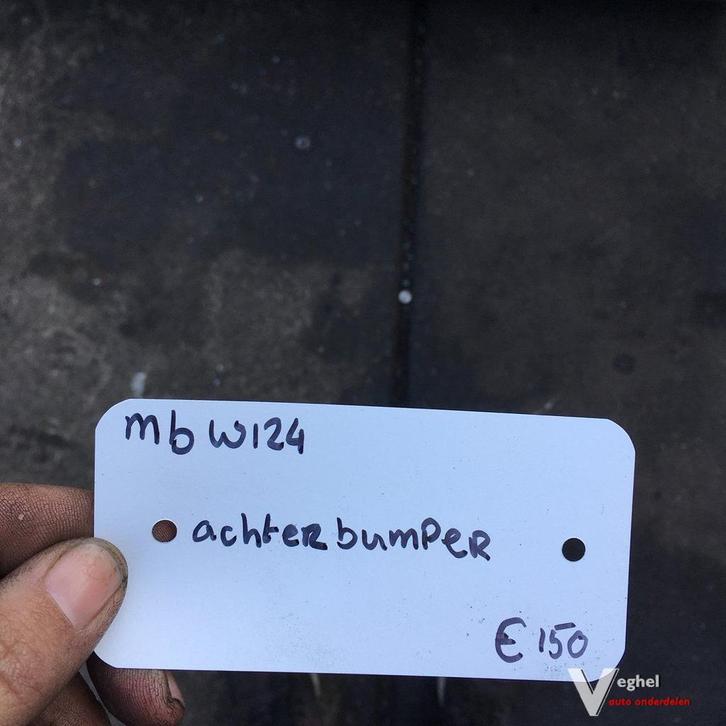 mb W124
achterbumper
€ 150
Veghel
auto onderdelen